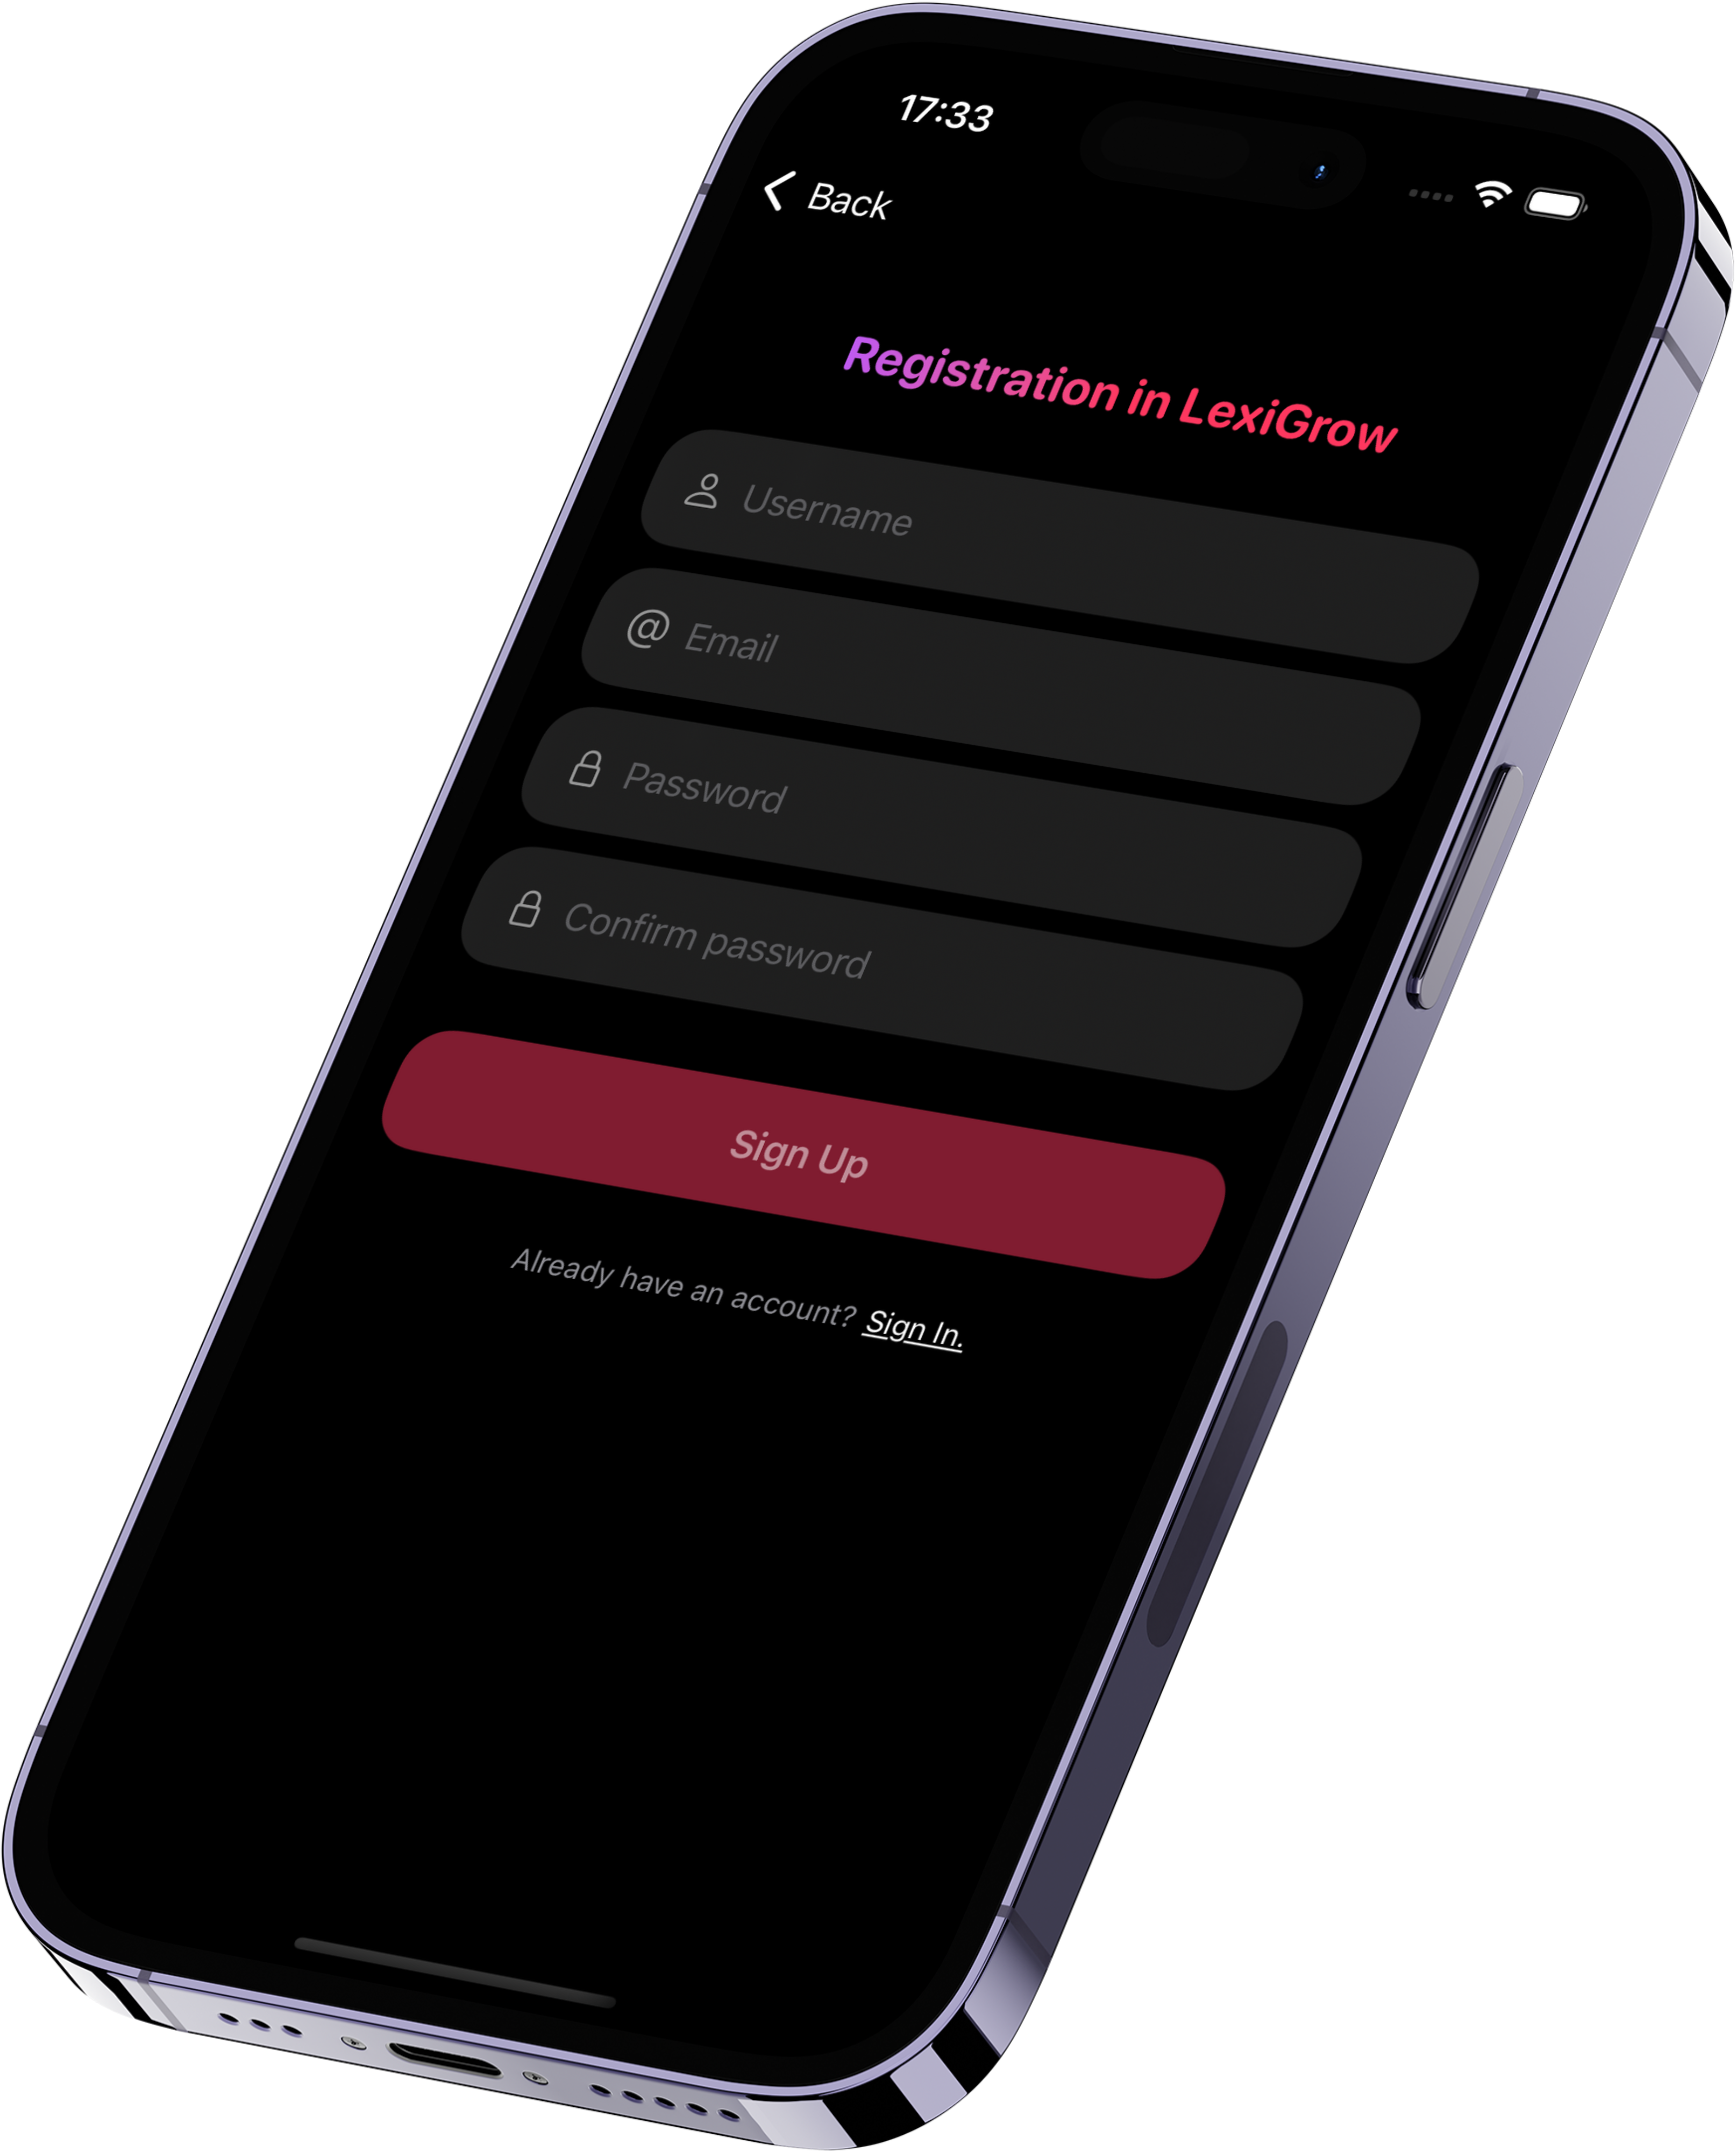 17:33
Back
Registration in LexiGrow
Username
@ Email
Password
Confirm password
Sign Up
Already have an account? Sign In.